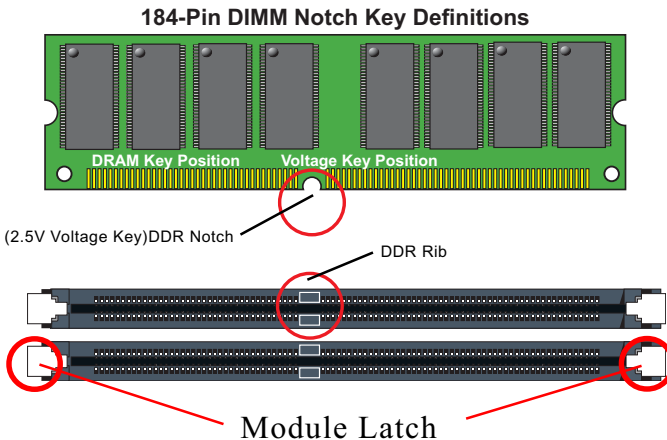 184-Pin DIMM Notch Key Definitions
DRAM Key Position Voltage Key Position
(2.5V Voltage Key)DDR Notch
DDR Rib
Module Latch